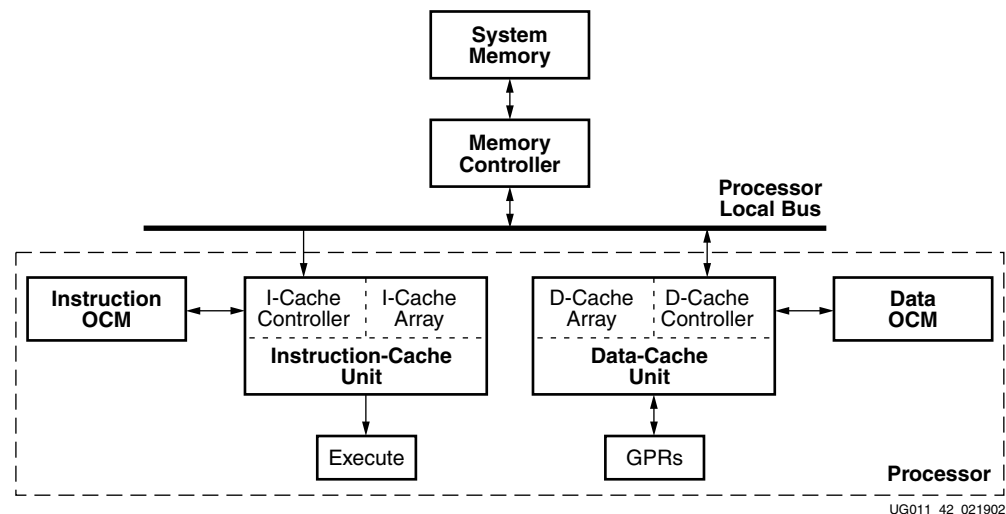 System
Memory
Memory
Controller
Processor
Local Bus
Instruction
OCM
I-Cache
Controller
I-Cache
Array
Instruction-Cache
Unit
D-Cache
Array
D-Cache
Controller
Data-Cache
Unit
Data
OCM
Execute
GPRs
Processor
UG011_42_021902